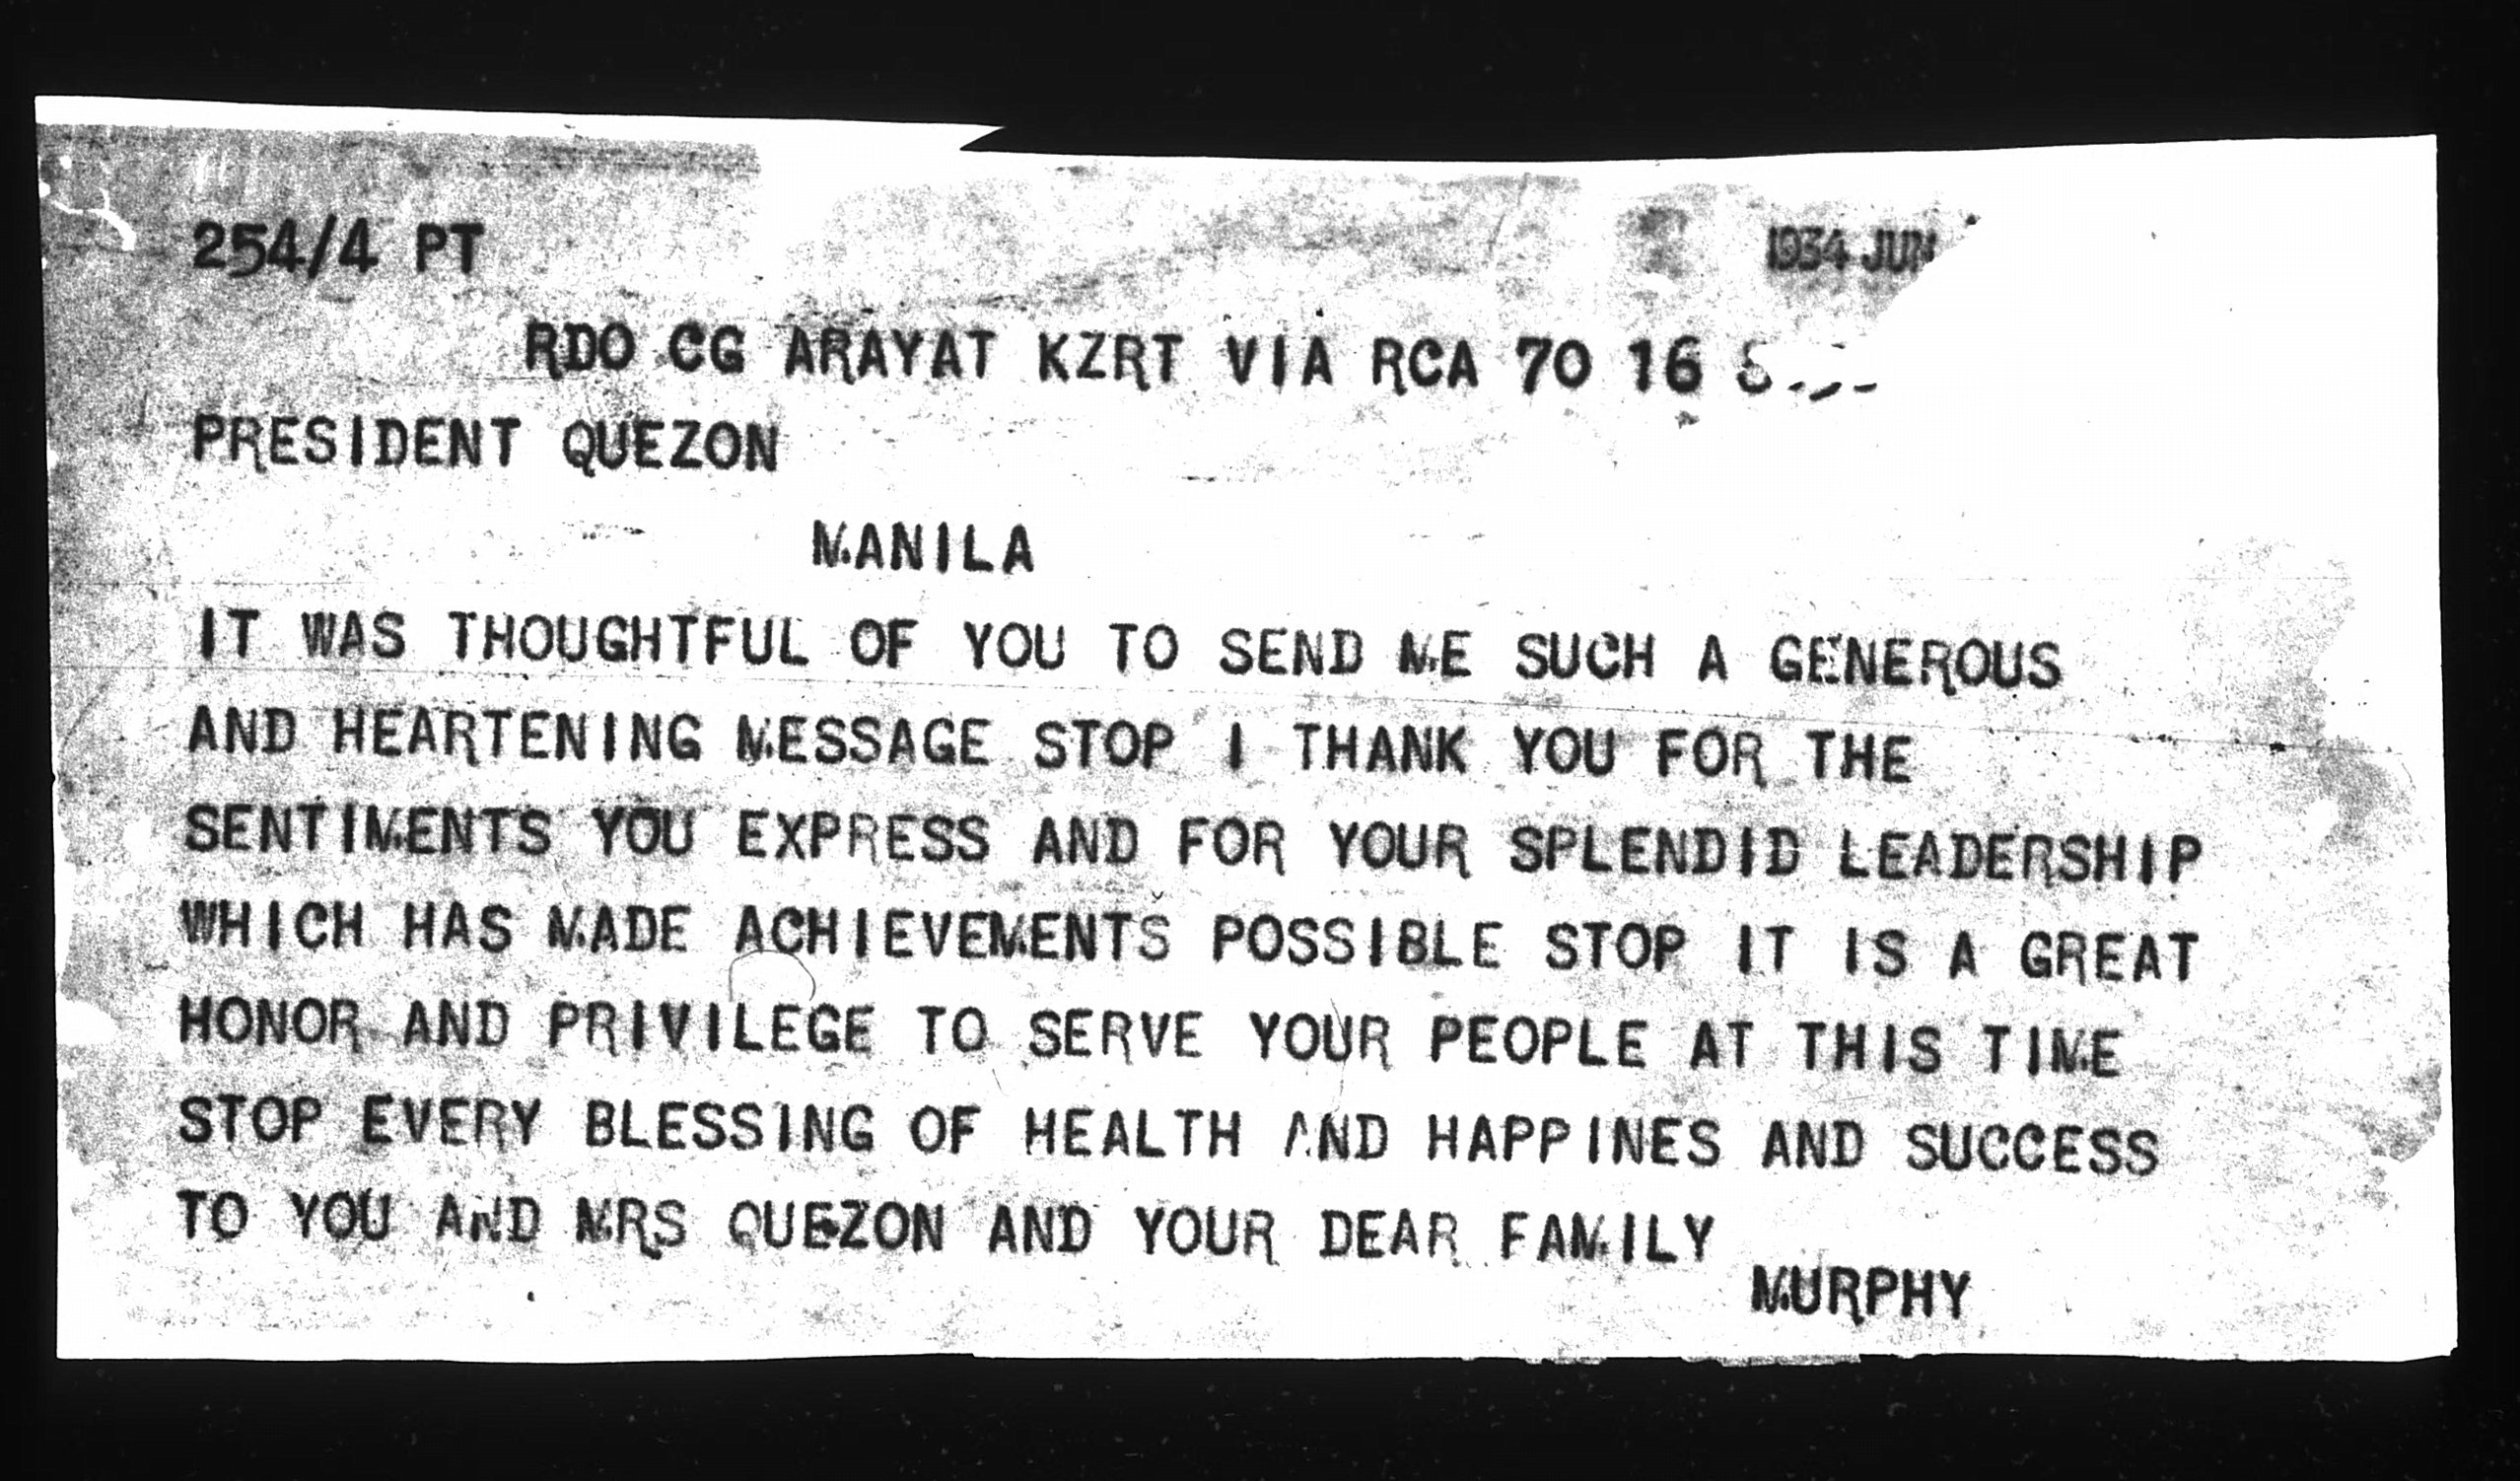 254/4 PT
1934 JUN
RDO CG ARAYAT KZRT VIA RCA 70 16
PRESIDENT QUEZON
MANILA
IT WAS THOUGHTFUL OF YOU TO SEND ME SUCH A GENEROUS
AND HEARTENING MESSAGE STOP I THANK YOU FOR THE
SENTIMENTS YOU EXPRESS AND FOR YOUR SPLENDID LEADERSHIP
WHICH HAS MADE ACHIEVEMENTS POSSIBLE STOP IT IS A GREAT
HONOR AND PRIVILEGE TO SERVE YOUR PEOPLE AT THIS TIME
STOP EVERY BLESSING OF HEALTH AND HAPPINES AND SUCCESS
TO YOU AND MRS QUEZON AND YOUR DEAR FAMILY
MURPHY